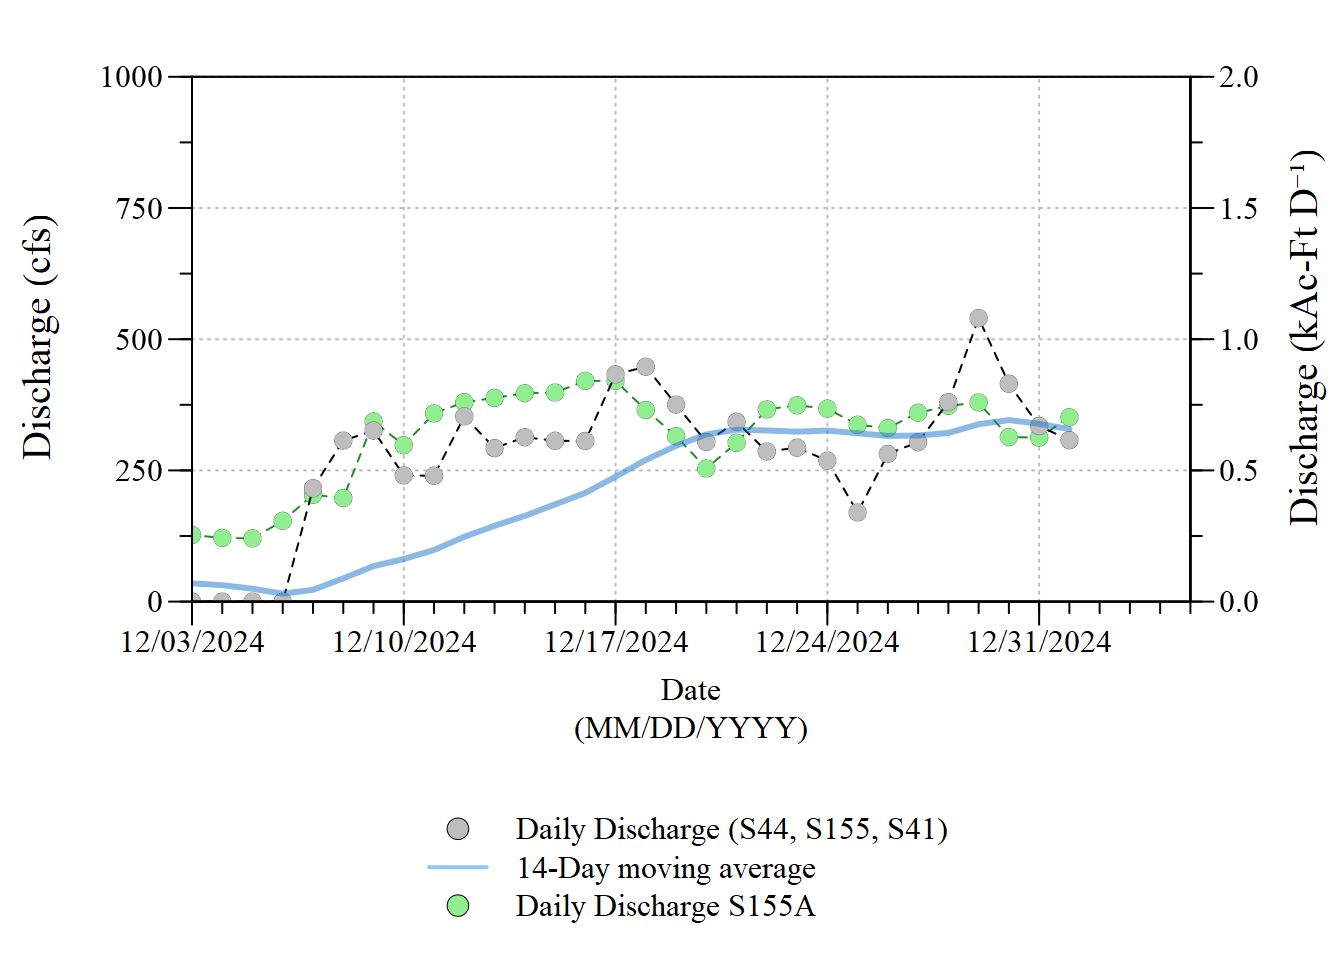 1000
750
500
250
0
Discharge (cfs)
2.0
1.5
1.0
0.5
0.0
Discharge (kAc-Ft D⁻¹)
12/03/2024 12/10/2024 12/17/2024 12/24/2024 12/31/2024
Date
(MM/DD/YYYY)
Daily Discharge (S44, S155, S41)
14-Day moving average
Daily Discharge S155A